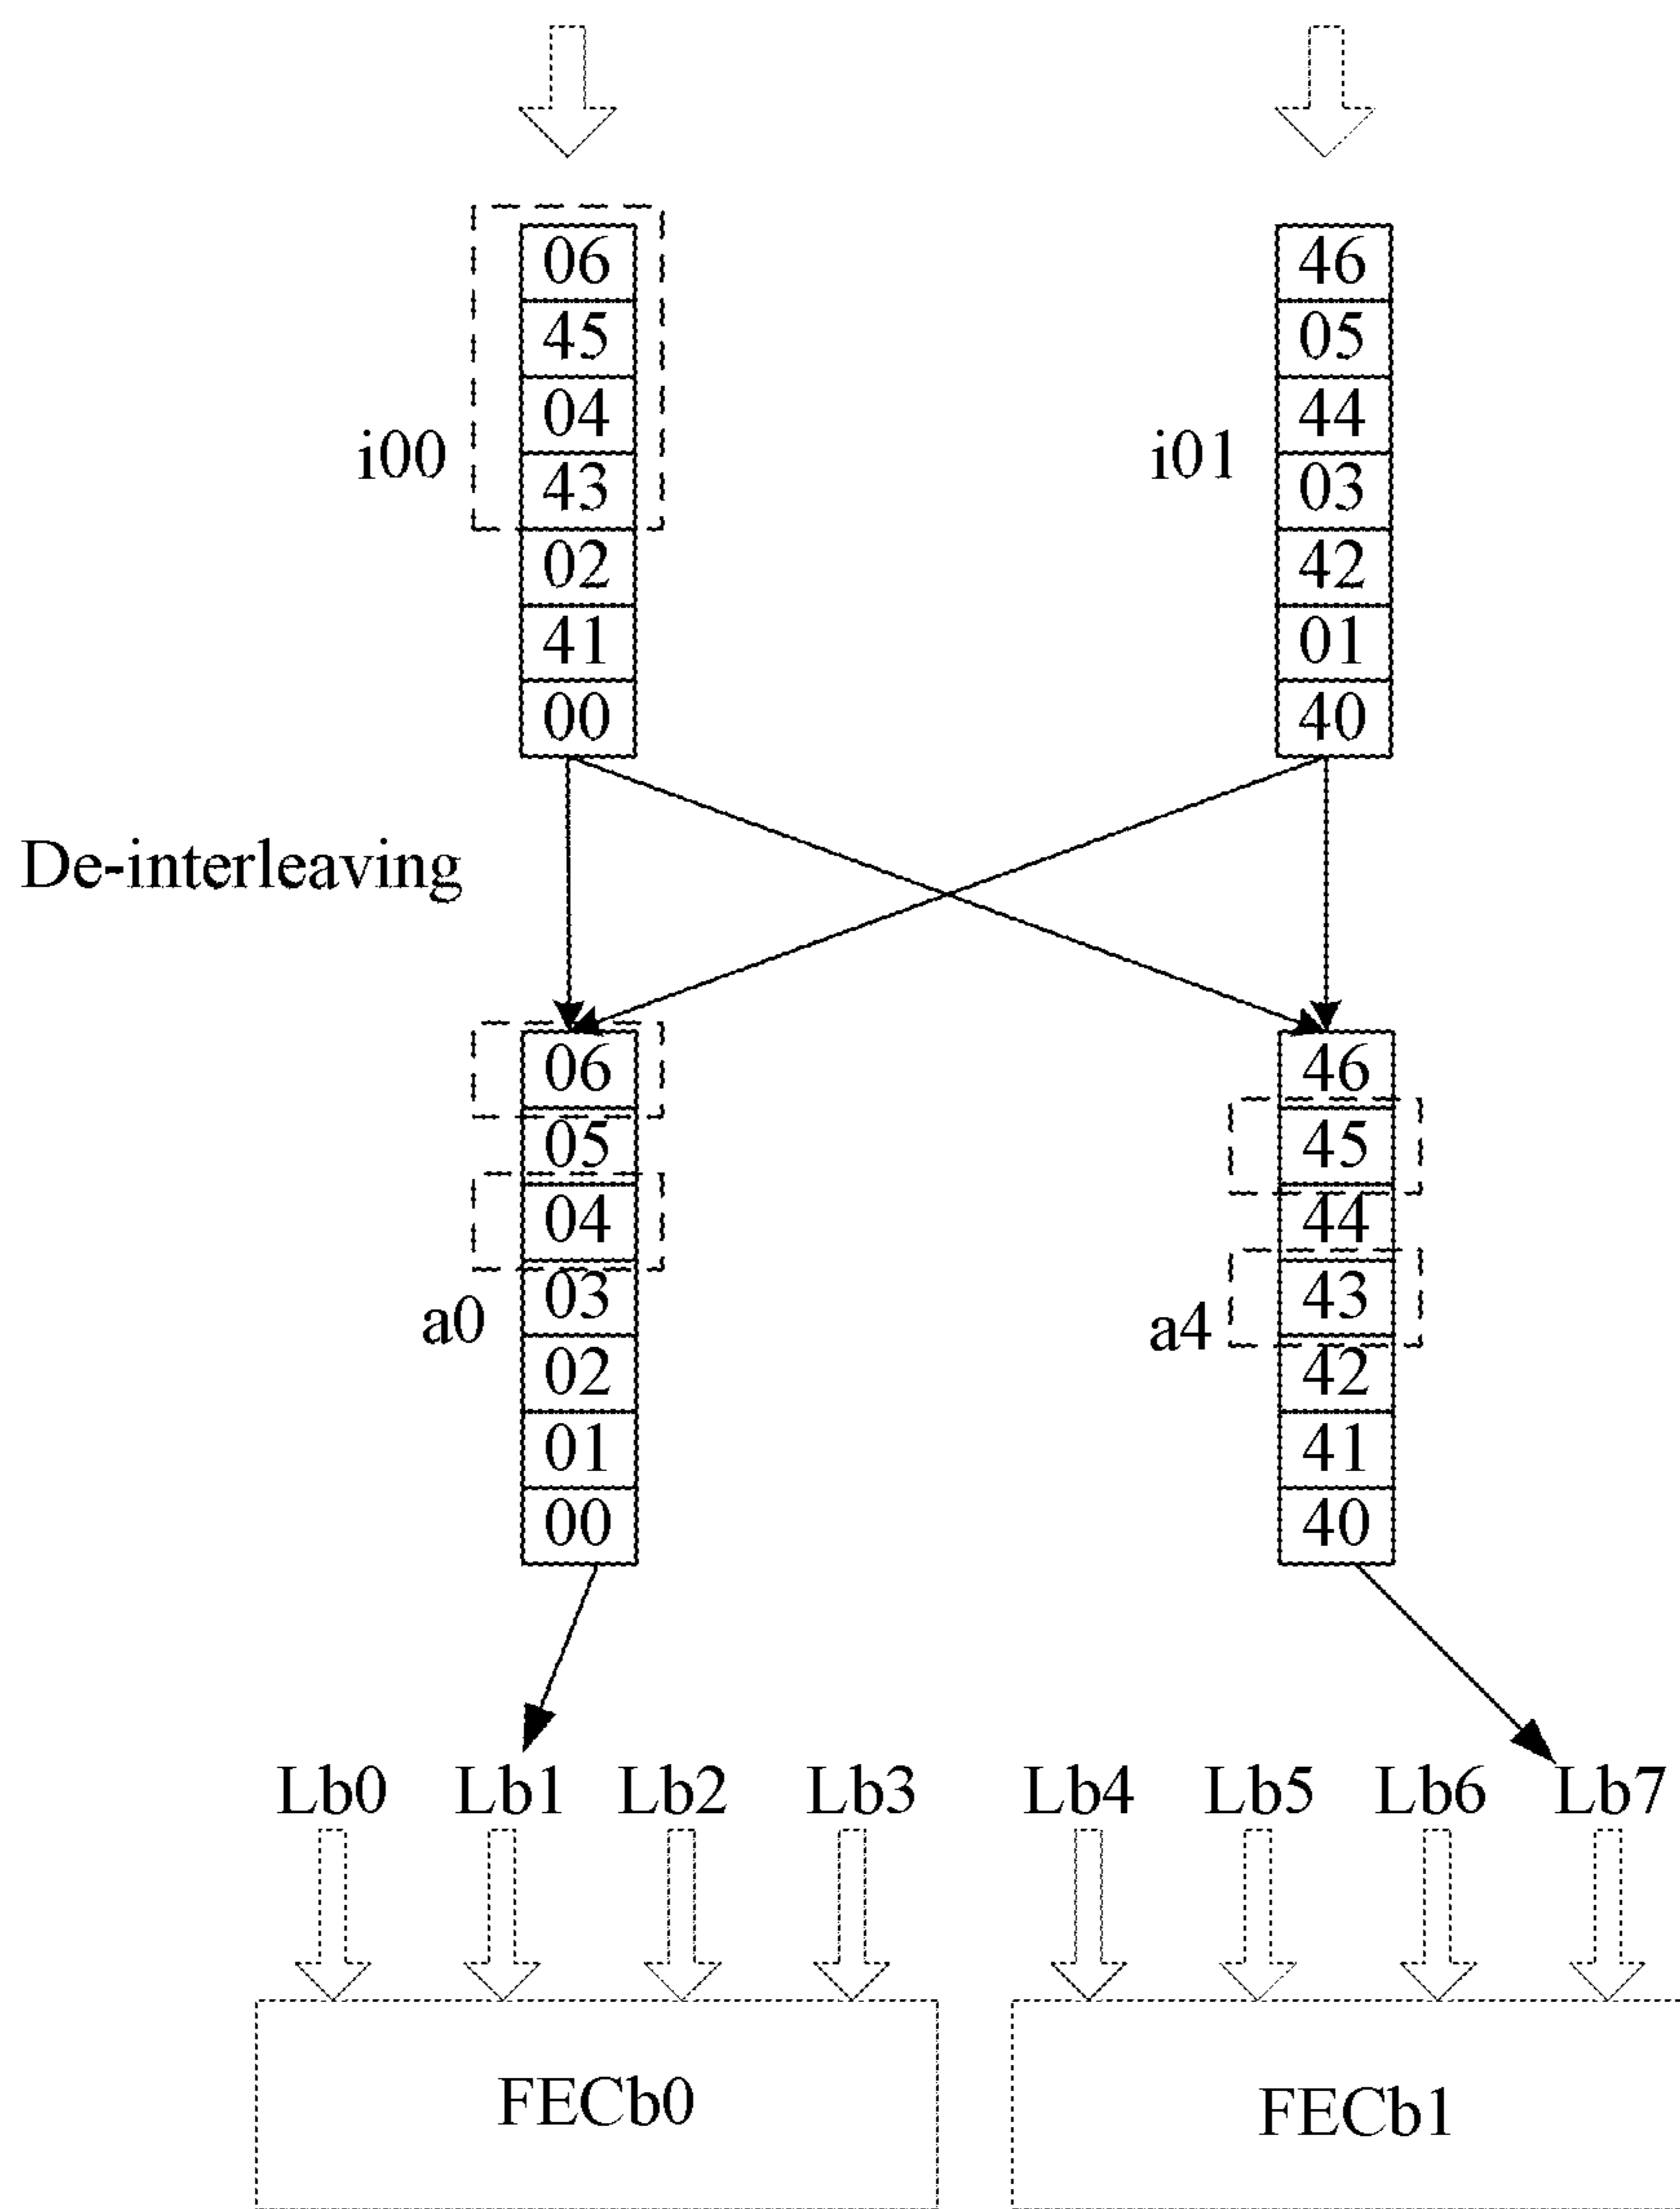 06 46
45 05
04 44
i00 43 i01 03
02 42
41 01
00 40
De-interleaving
06 46
05 45
04 44
a0 03 a4 43
02 42
01 41
00 40
Lb0 Lb1 Lb2 Lb3 Lb4 Lb5 Lb6 Lb7
FECb0 FECb1